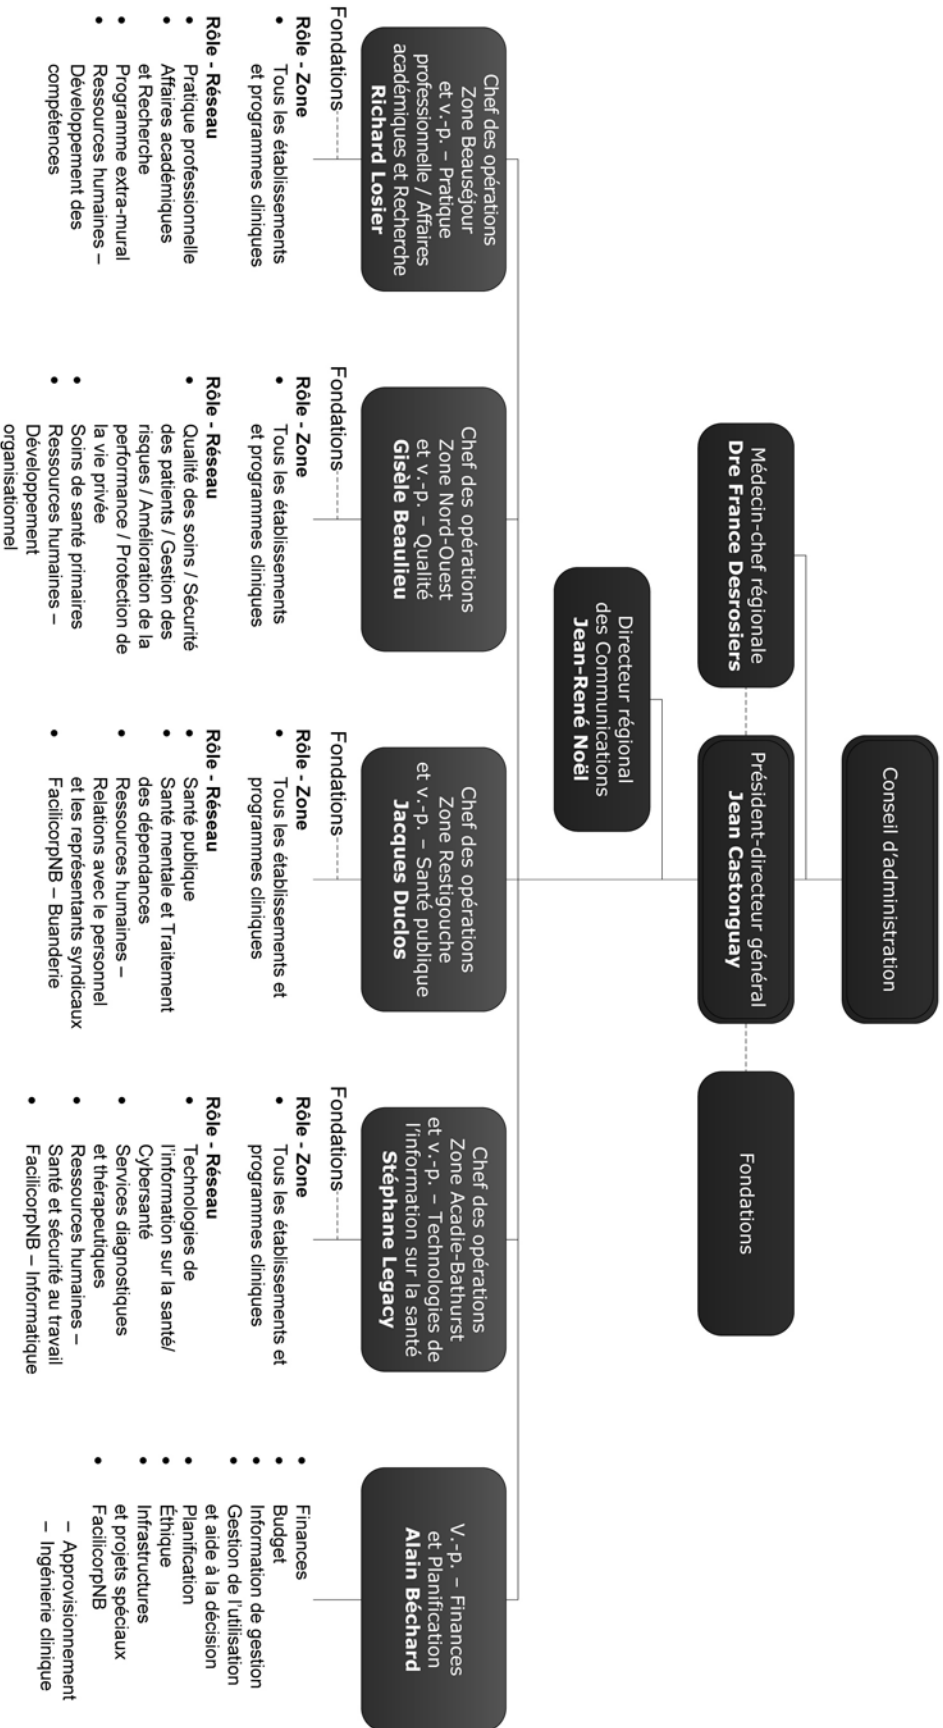 Conseil d'administration
Médecin-chef régionale
Dre France Desrosiers
Président-directeur général
Jean Castonguay
Fondations
Directeur régional
des Communications
Jean-René Noël
Chef des opérations
Zone Beauséjour
et v.-p. – Pratique
professionnelle / Affaires
académiques et Recherche
Richard Losier
Fondations
Rôle - Zone
• Tous les établissements
et programmes cliniques
Rôle - Réseau
• Pratique professionnelle
• Affaires académiques
et Recherche
• Programme extra-mural
• Ressources humaines –
Développement des
compétences
Chef des opérations
Zone Nord-Ouest
et v.-p. – Qualité
Gisèle Beaulieu
Fondations
Rôle - Zone
• Tous les établissements
et programmes cliniques
Rôle - Réseau
• Qualité des soins / Sécurité
des patients / Gestion des
risques / Amélioration de la
performance / Protection de
la vie privée
• Soins de santé primaires
• Ressources humaines –
Développement
organisationnel
Chef des opérations
Zone Restigouche
et v.-p. – Santé publique
Jacques Duclos
Fondations
Rôle - Zone
• Tous les établissements et
programmes cliniques
Rôle - Réseau
• Santé publique
• Santé mentale et Traitement
des dépendances
• Ressources humaines –
Relations avec le personnel
et les représentants syndicaux
• FacilicorpNB – Buanderie
Chef des opérations
Zone Acadie-Bathurst
et v.-p. – Technologies de
l'information sur la santé
Stéphane Legacy
Fondations
Rôle - Zone
• Tous les établissements et
programmes cliniques
Rôle - Réseau
• Technologies de
l'information sur la santé/
Cybersanté
• Services diagnostiques
et thérapeutiques
• Ressources humaines –
Santé et sécurité au travail
• FacilicorpNB – Informatique
V.-p. – Finances
et Planification
Alain Béchard
• Finances
• Budget
• Information de gestion
• Gestion de l'utilisation
et aide à la décision
• Planification
• Éthique
• Infrastructures
et projets spéciaux
• FacilicorpNB
– Approvisionnement
– Ingénierie clinique